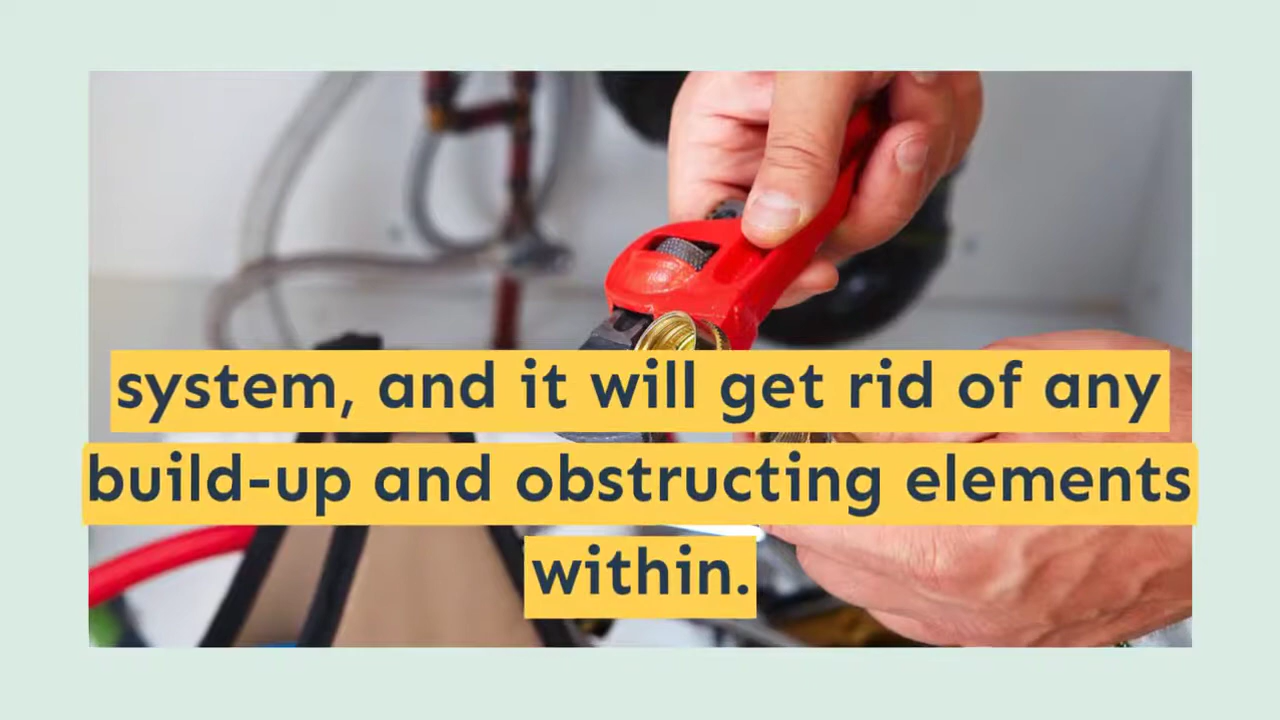 system, and it will get rid of any
build-up and obstructing elements
within.